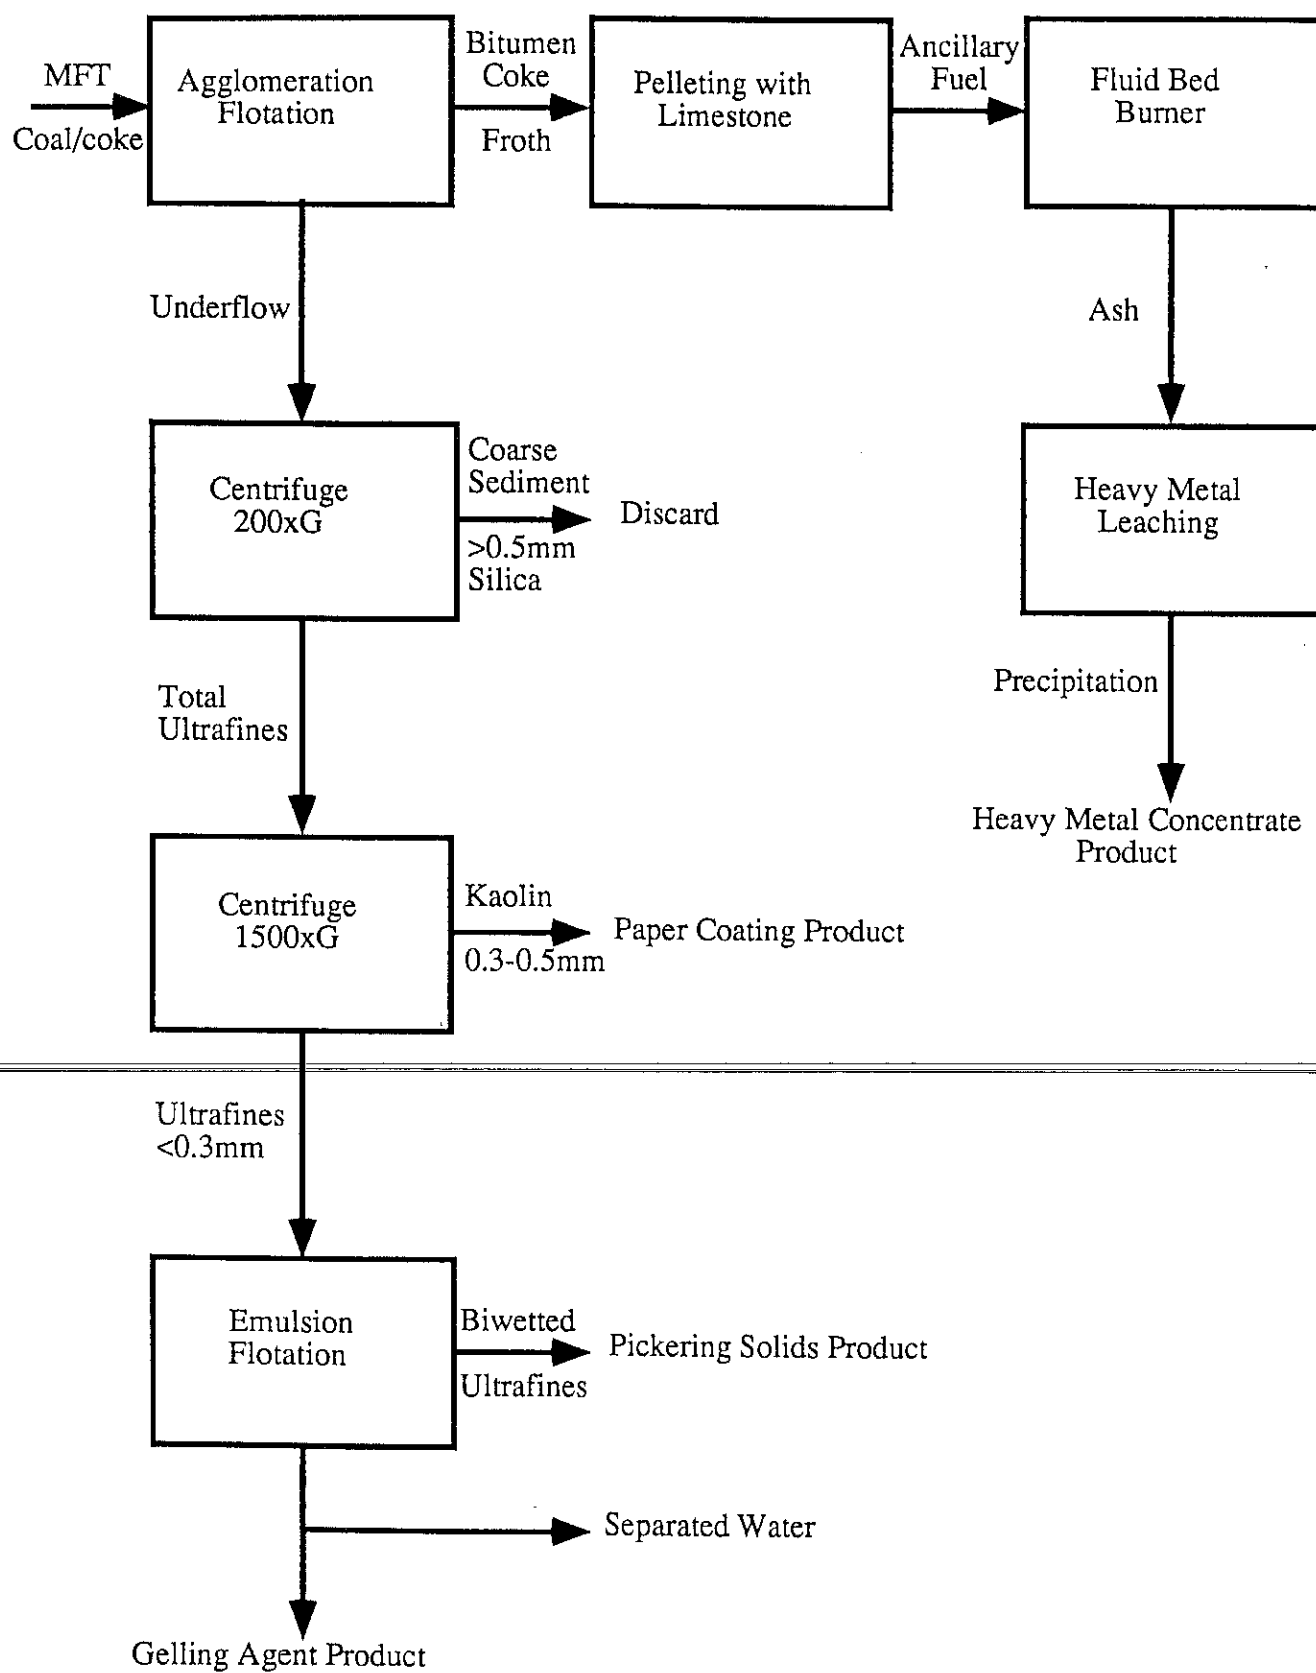 MFT
Coal/coke
Agglomeration
Flotation
Bitumen
Coke
Froth
Pelleting with
Limestone
Ancillary
Fuel
Fluid Bed
Burner
Underflow
Ash
Centrifuge
200xG
Coarse
Sediment
>0.5mm
Silica
Discard
Heavy Metal
Leaching
Total
Ultrafines
Precipitation
Heavy Metal Concentrate
Product
Centrifuge
1500xG
Kaolin
0.3-0.5mm
Paper Coating Product
Ultrafines
<0.3mm
Emulsion
Flotation
Biwetted
Ultrafines
Pickering Solids Product
Separated Water
Gelling Agent Product